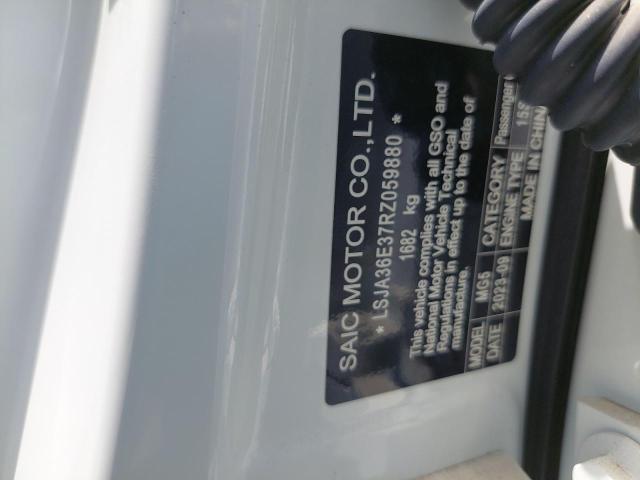 SAIC MOTOR CO.,LTD.
* LSJA36E37RZ059880 *
1682 kg
This vehicle complies with all GSO and
National Motor Vehicle Technical
Regulations in effect up to the date of
manufacture.
MODEL MG5 CATEGORY Passenger
DATE 2023-09 ENGINE TYPE 15S
MADE IN CHINA